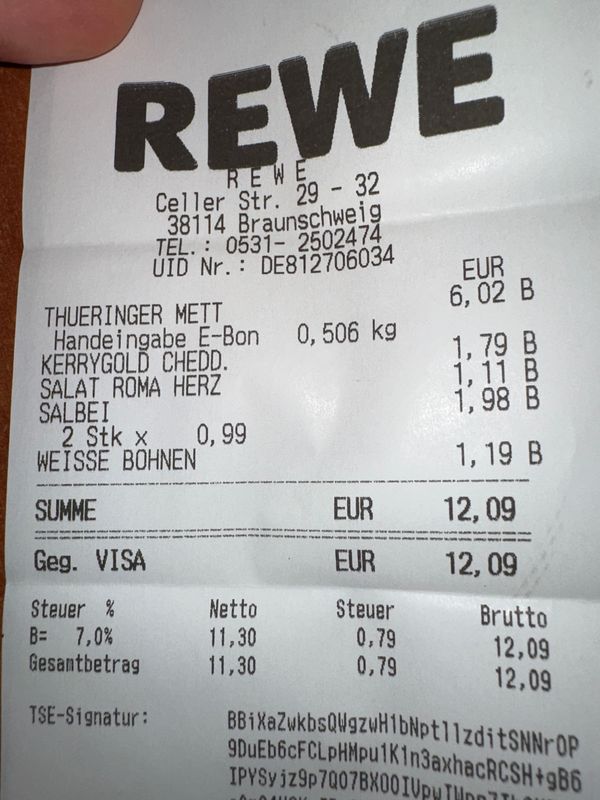 REWE
R E W E
Celler Str. 29 - 32
38114 Braunschweig
TEL.: 0531- 2502474
UID Nr.: DE812706034
EUR
THUERINGER METT 6,02 B
Handeingabe E-Bon 0,506 kg
KERRYGOLD CHEDD. 1,79 B
SALAT ROMA HERZ 1,11 B
SALBEI 1,98 B
2 Stk x 0,99
WEISSE BOHNEN 1,19 B
SUMME EUR 12,09
Geg. VISA EUR 12,09
Steuer % Netto Steuer Brutto
B= 7,0% 11,30 0,79 12,09
Gesamtbetrag 11,30 0,79 12,09
TSE-Signatur: BBiXaZwkbsQWgzwH1bNptllzditSNNrOP
9DuEb6cFCLpHMpu1K1n3axhacRCSH+gB6